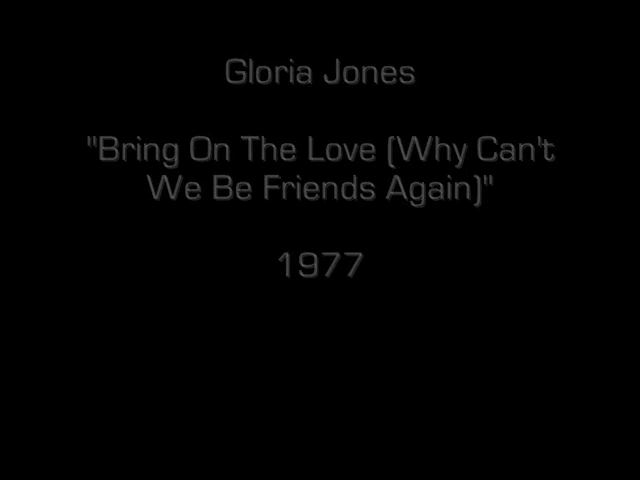 Gloria Jones
"Bring On The Love (Why Can't
We Be Friends Again)"
1977